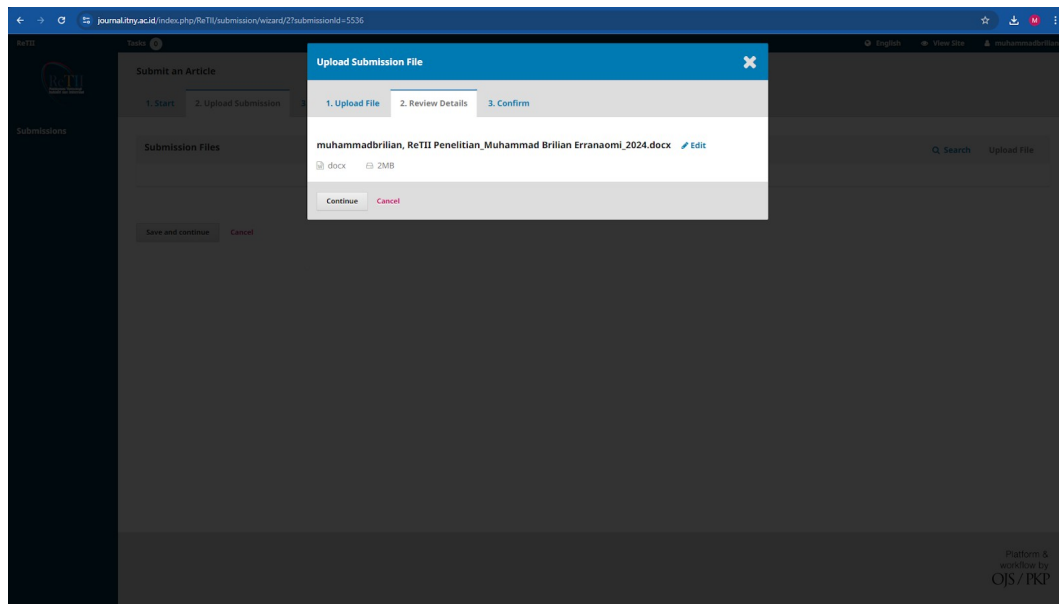 journal.itny.ac.id/index.php/ReTII/submission/wizard/2?submissionId=5536
M
ReTII
Tasks 0
English
View Site
muhammadbrilian
ReTII
Submissions
Submit an Article
1. Start
2. Upload Submission
3
Submission Files
Search
Upload File
Save and continue
Cancel
Upload Submission File
1. Upload File
2. Review Details
3. Confirm
muhammadbrilian, ReTII Penelitian_Muhammad Brilian Erranaomi_2024.docx
Edit
docx
2MB
Continue
Cancel
Platform &
workflow by
OJS / PKP